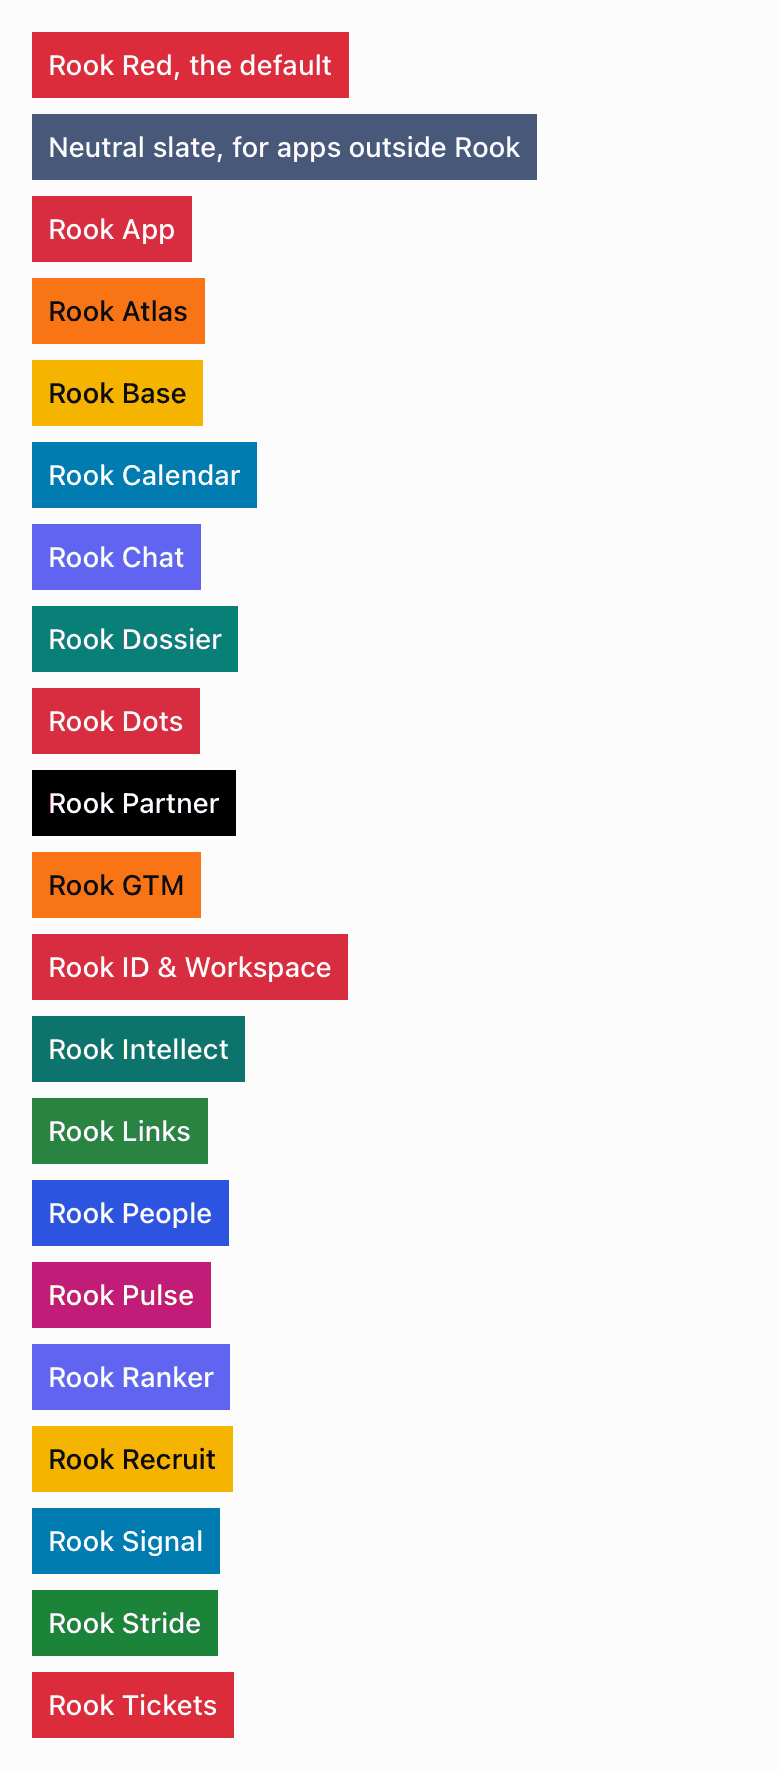 Rook Red, the default
Neutral slate, for apps outside Rook
Rook App
Rook Atlas
Rook Base
Rook Calendar
Rook Chat
Rook Dossier
Rook Dots
Rook Partner
Rook GTM
Rook ID & Workspace
Rook Intellect
Rook Links
Rook People
Rook Pulse
Rook Ranker
Rook Recruit
Rook Signal
Rook Stride
Rook Tickets